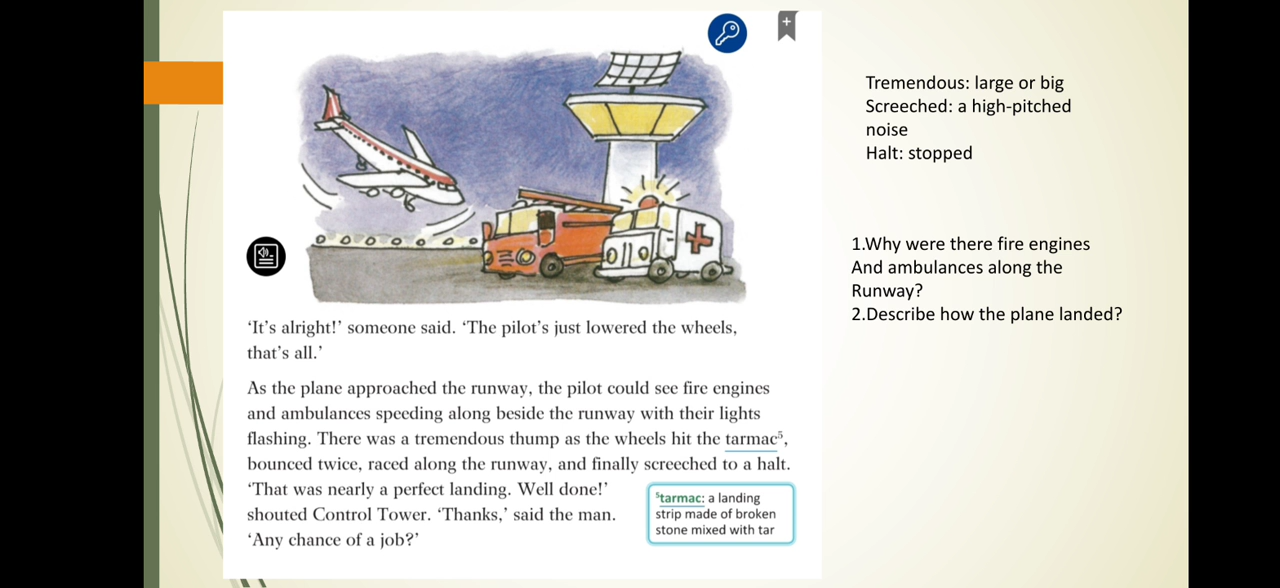 'It's alright!' someone said. 'The pilot's just lowered the wheels,
that's all.'
As the plane approached the runway, the pilot could see fire engines
and ambulances speeding along beside the runway with their lights
flashing. There was a tremendous thump as the wheels hit the tarmac⁵,
bounced twice, raced along the runway, and finally screeched to a halt.
'That was nearly a perfect landing. Well done!'
shouted Control Tower. 'Thanks,' said the man.
'Any chance of a job?'
⁵tarmac: a landing
strip made of broken
stone mixed with tar
Tremendous: large or big
Screeched: a high-pitched
noise
Halt: stopped
1.Why were there fire engines
And ambulances along the
Runway?
2.Describe how the plane landed?